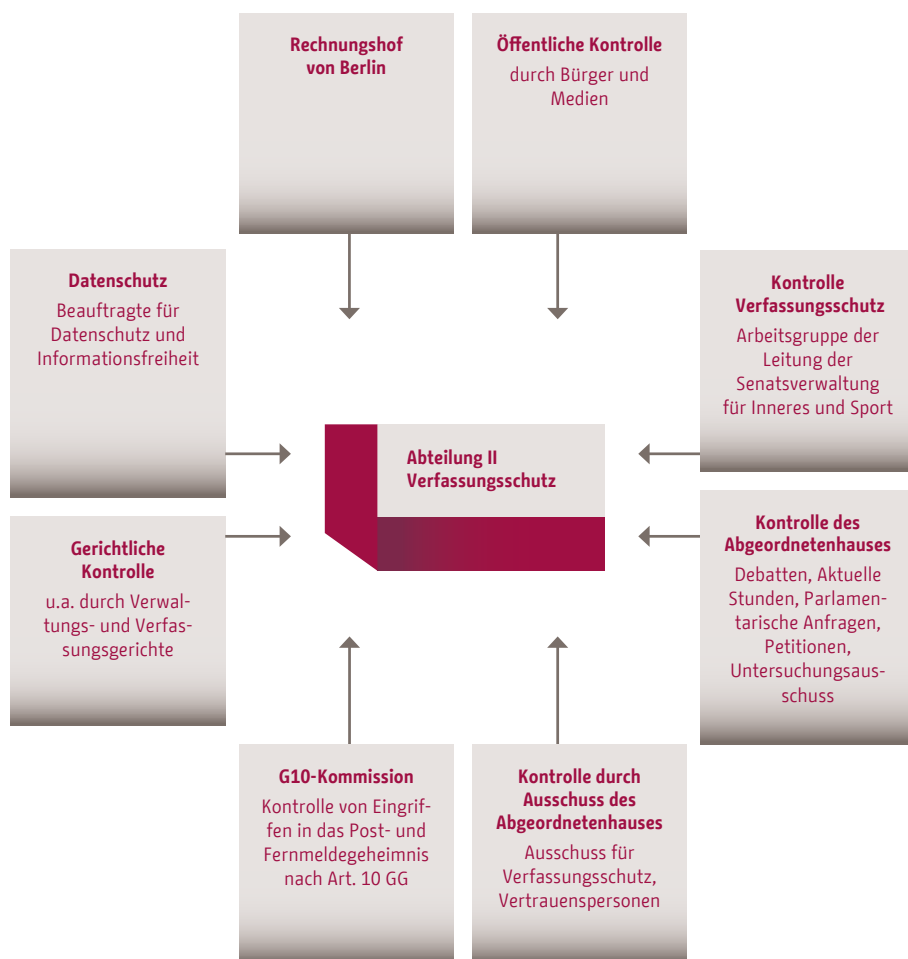 Rechnungshof
von Berlin
Öffentliche Kontrolle
durch Bürger und
Medien
Datenschutz
Beauftragte für
Datenschutz und
Informationsfreiheit
Kontrolle
Verfassungsschutz
Arbeitsgruppe der
Leitung der
Senatsverwaltung
für Inneres und Sport
Abteilung II
Verfassungsschutz
Gerichtliche
Kontrolle
u.a. durch Verwal-
tungs- und Verfas-
sungsgerichte
Kontrolle des
Abgeordnetenhauses
Debatten, Aktuelle
Stunden, Parlamen-
tarische Anfragen,
Petitionen,
Untersuchungsaus-
schuss
G10-Kommission
Kontrolle von Eingrif-
fen in das Post- und
Fernmeldegeheimnis
nach Art. 10 GG
Kontrolle durch
Ausschuss des
Abgeordnetenhauses
Ausschuss für
Verfassungsschutz,
Vertrauenspersonen